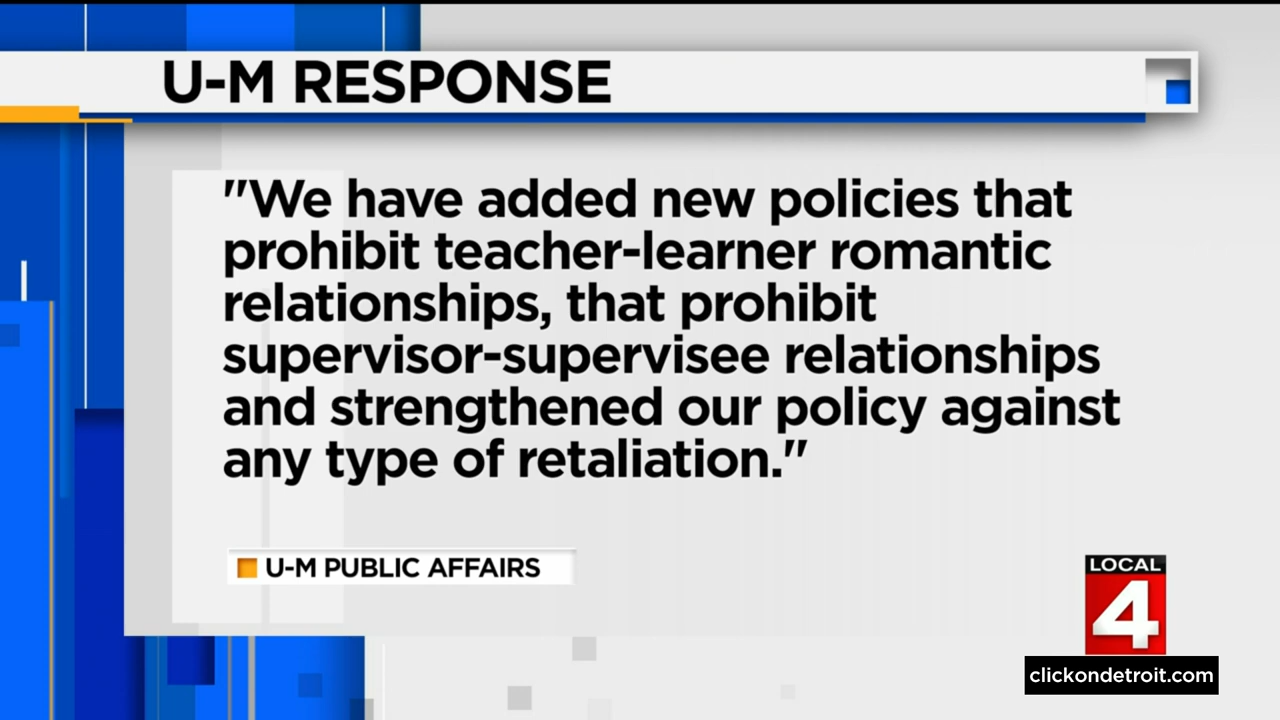 U-M RESPONSE
"We have added new policies that
prohibit teacher-learner romantic
relationships, that prohibit
supervisor-supervisee relationships
and strengthened our policy against
any type of retaliation."
U-M PUBLIC AFFAIRS
LOCAL
4
clickondetroit.com